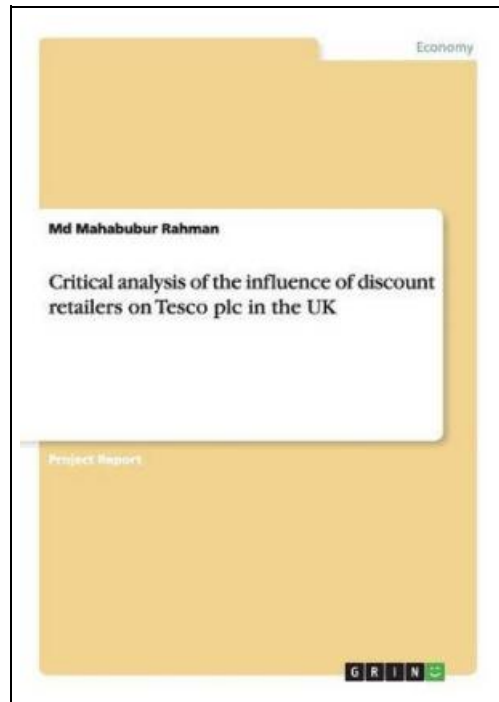 Economy
Md Mahabubur Rahman
Critical analysis of the influence of discount
retailers on Tesco plc in the UK
Project Report
GRIN